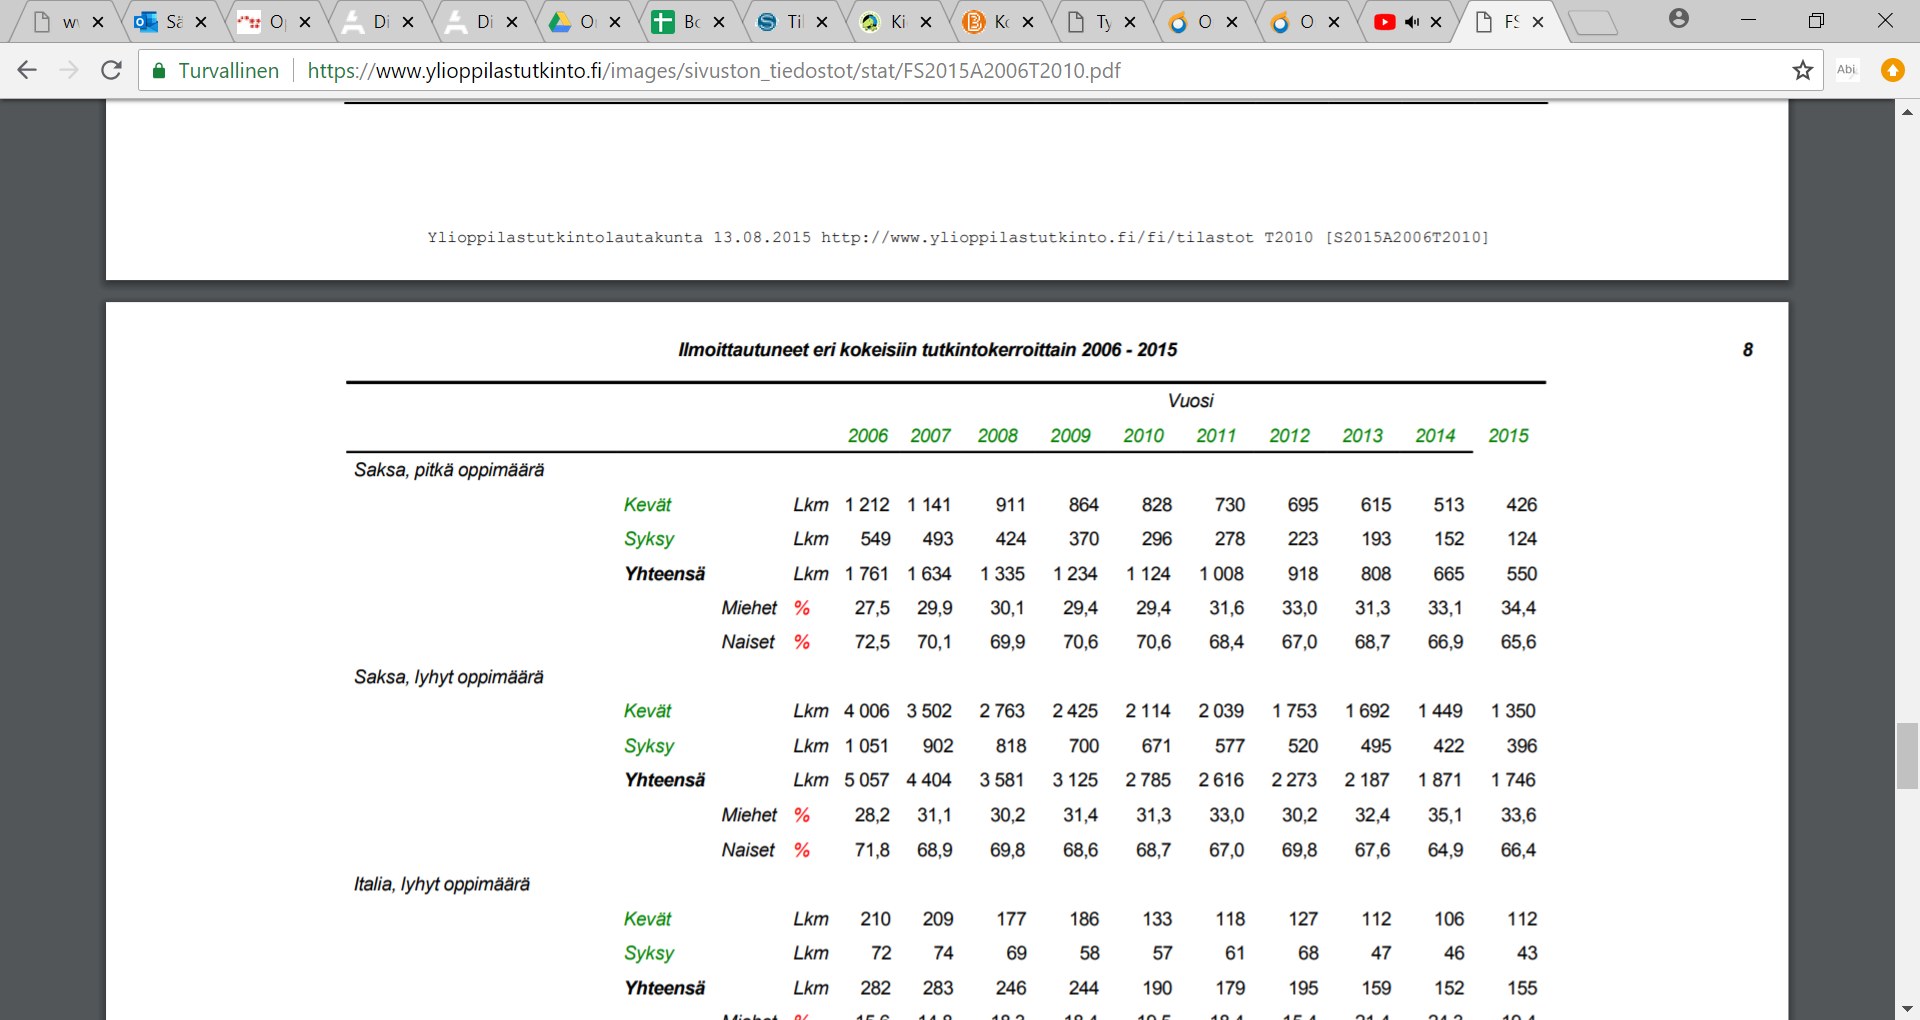 w
Sä
O
Di
Di
O
Bc
Til
Ki
Kc
Ty
O
O
FS
Turvallinen https://www.ylioppilastutkinto.fi/images/sivuston_tiedostot/stat/FS2015A2006T2010.pdf
Abi
Ylioppilastutkintolautakunta 13.08.2015 http://www.ylioppilastutkinto.fi/fi/tilastot T2010 [S2015A2006T2010]
Ilmoittautuneet eri kokeisiin tutkintokerroittain 2006 - 2015 8
Vuosi
2006 2007 2008 2009 2010 2011 2012 2013 2014 2015
Saksa, pitkä oppimäärä
Kevät Lkm 1 212 1 141 911 864 828 730 695 615 513 426
Syksy Lkm 549 493 424 370 296 278 223 193 152 124
Yhteensä Lkm 1 761 1 634 1 335 1 234 1 124 1 008 918 808 665 550
Miehet % 27,5 29,9 30,1 29,4 29,4 31,6 33,0 31,3 33,1 34,4
Naiset % 72,5 70,1 69,9 70,6 70,6 68,4 67,0 68,7 66,9 65,6
Saksa, lyhyt oppimäärä
Kevät Lkm 4 006 3 502 2 763 2 425 2 114 2 039 1 753 1 692 1 449 1 350
Syksy Lkm 1 051 902 818 700 671 577 520 495 422 396
Yhteensä Lkm 5 057 4 404 3 581 3 125 2 785 2 616 2 273 2 187 1 871 1 746
Miehet % 28,2 31,1 30,2 31,4 31,3 33,0 30,2 32,4 35,1 33,6
Naiset % 71,8 68,9 69,8 68,6 68,7 67,0 69,8 67,6 64,9 66,4
Italia, lyhyt oppimäärä
Kevät Lkm 210 209 177 186 133 118 127 112 106 112
Syksy Lkm 72 74 69 58 57 61 68 47 46 43
Yhteensä Lkm 282 283 246 244 190 179 195 159 152 155
Miehet %